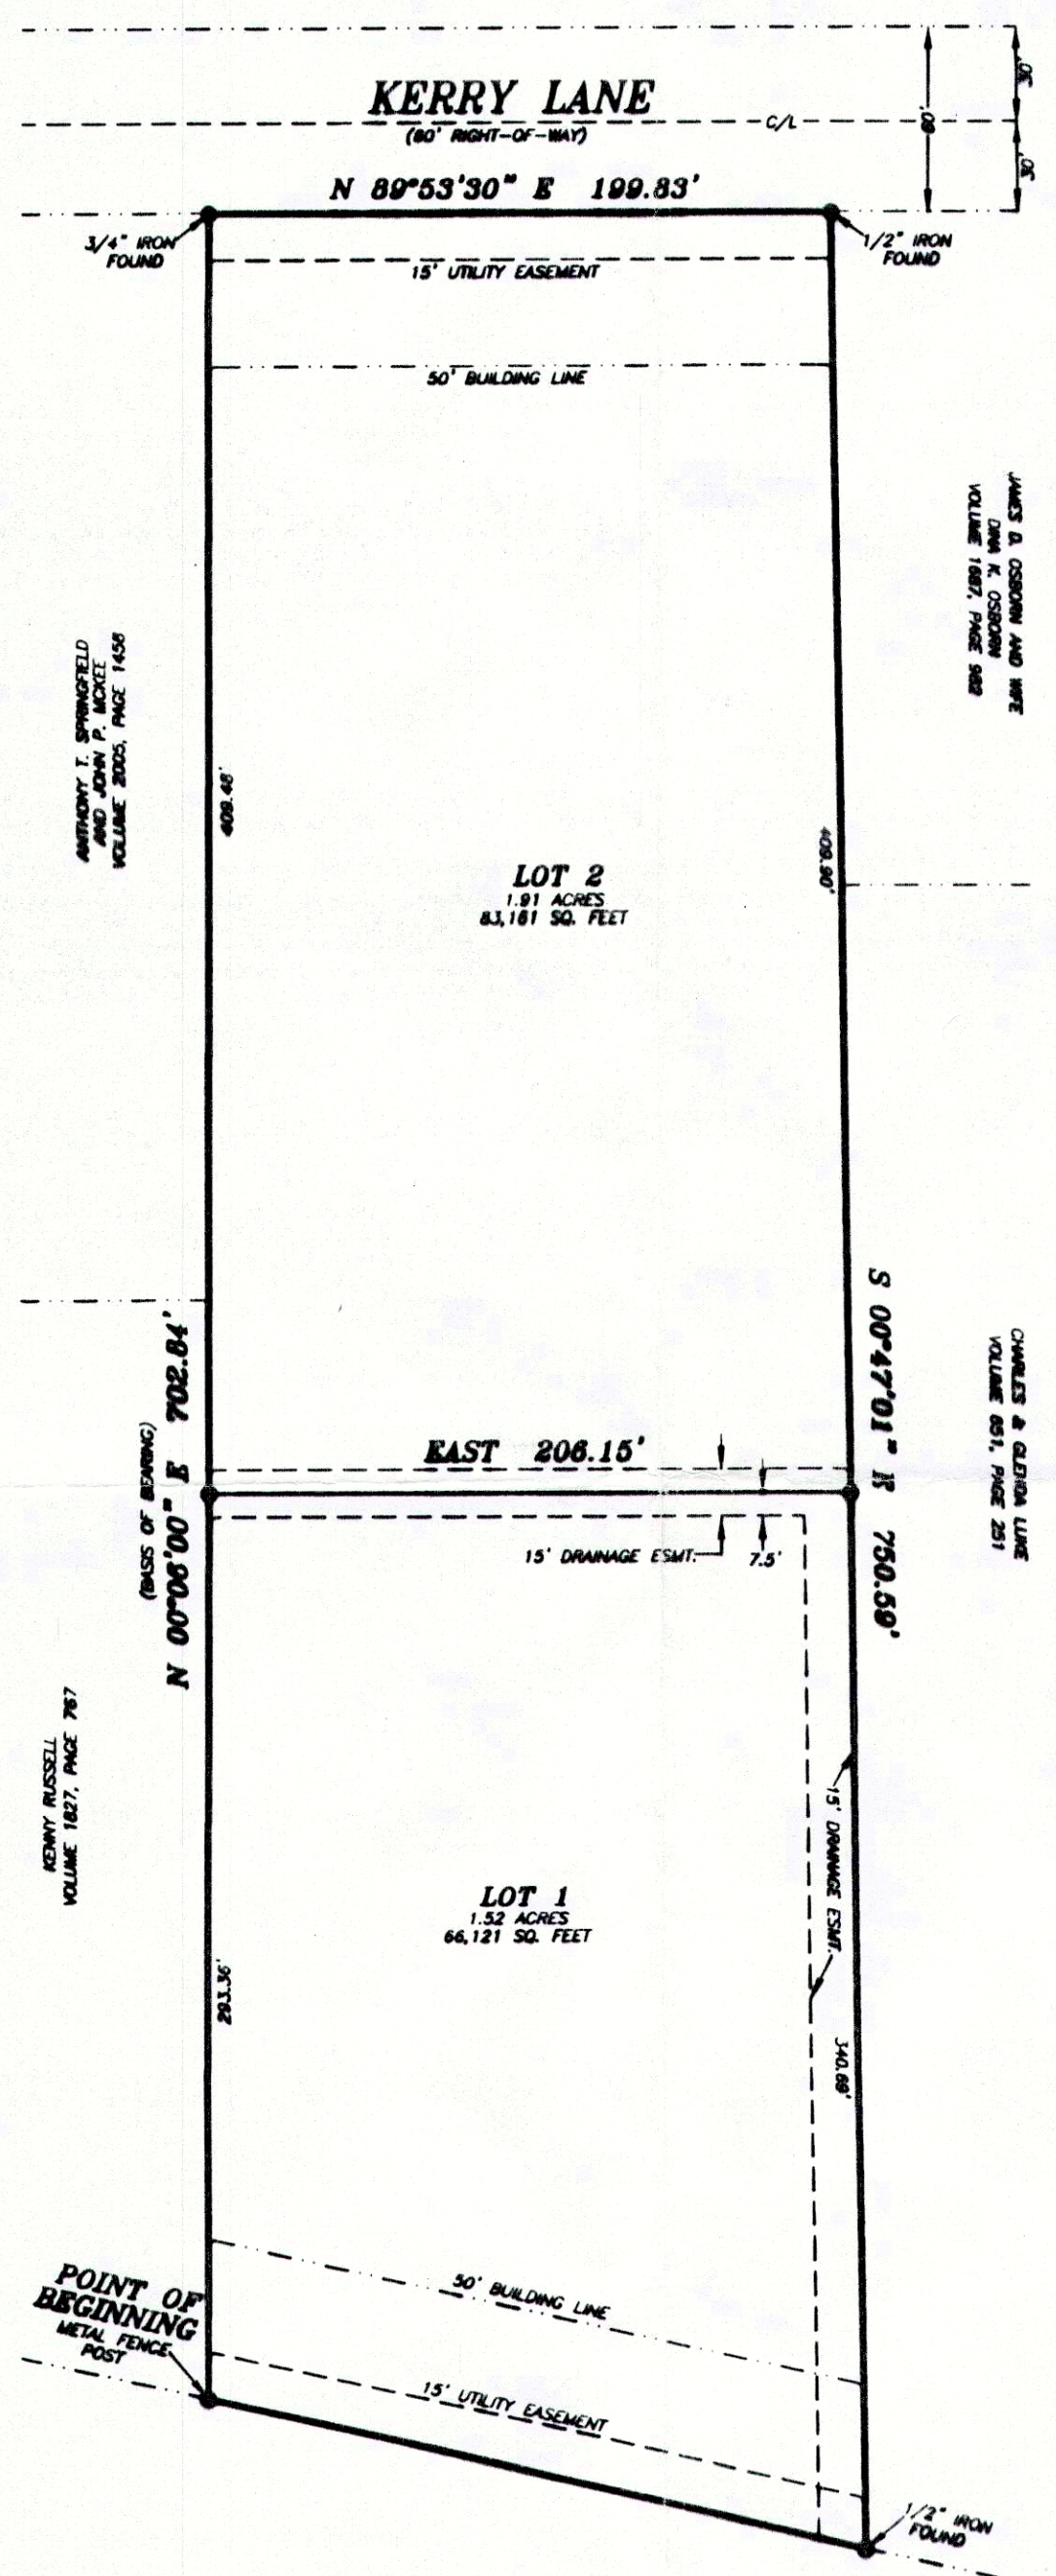 KERRY LANE
C/L
(60' RIGHT-OF-WAY)
60'
30'
30'
N 89°53'30" E 199.83'
3/4" IRON
FOUND
1/2" IRON
FOUND
15' UTILITY EASEMENT
50' BUILDING LINE
JAMES D. OSBORN AND WIFE
DINA K. OSBORN
VOLUME 1687, PAGE 982
ANTHONY T. SPRINGFIELD
AND JOHN P. MCKEE
VOLUME 2005, PAGE 1458
409.48'
409.90'
LOT 2
1.91 ACRES
83,161 SQ. FEET
N 00°00'00" E 702.84'
(BASIS OF BEARING)
S 00°47'01" E 750.59'
CHARLES & GLENDA LUKE
VOLUME 651, PAGE 251
EAST 206.15'
15' DRAINAGE ESMT.
7.5'
KENNY RUSSELL
VOLUME 1827, PAGE 767
15' DRAINAGE ESMT.
LOT 1
1.52 ACRES
66,121 SQ. FEET
293.36'
340.69'
50' BUILDING LINE
POINT OF
BEGINNING
METAL FENCE
POST
15' UTILITY EASEMENT
1/2" IRON
FOUND